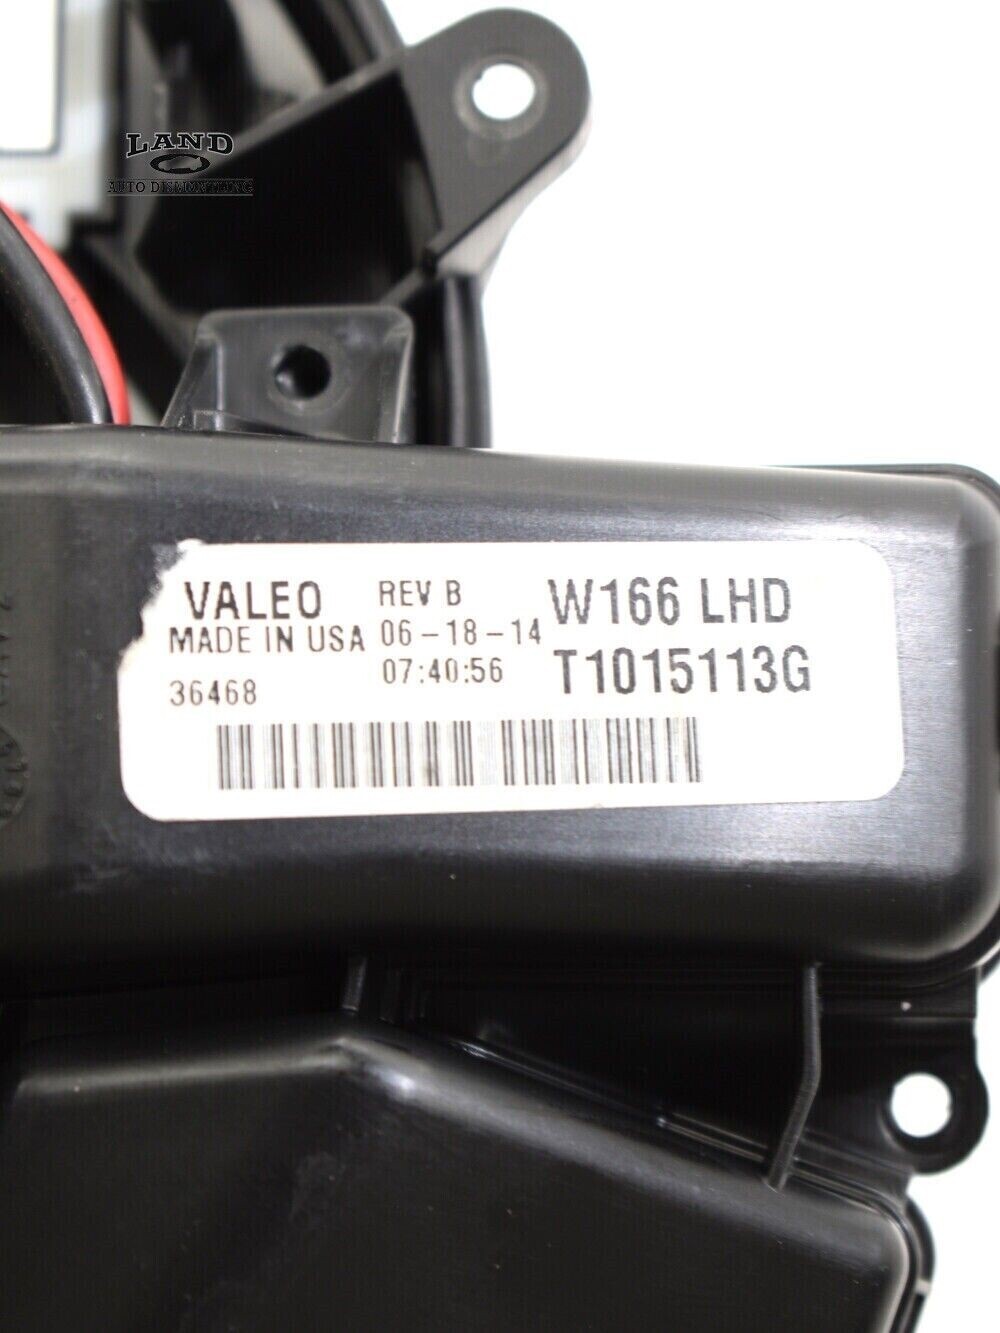 LAND
AUTO DISMANTLING
VALEO
MADE IN USA
36468
REV B
06-18-14
07:40:56
W166 LHD
T1015113G